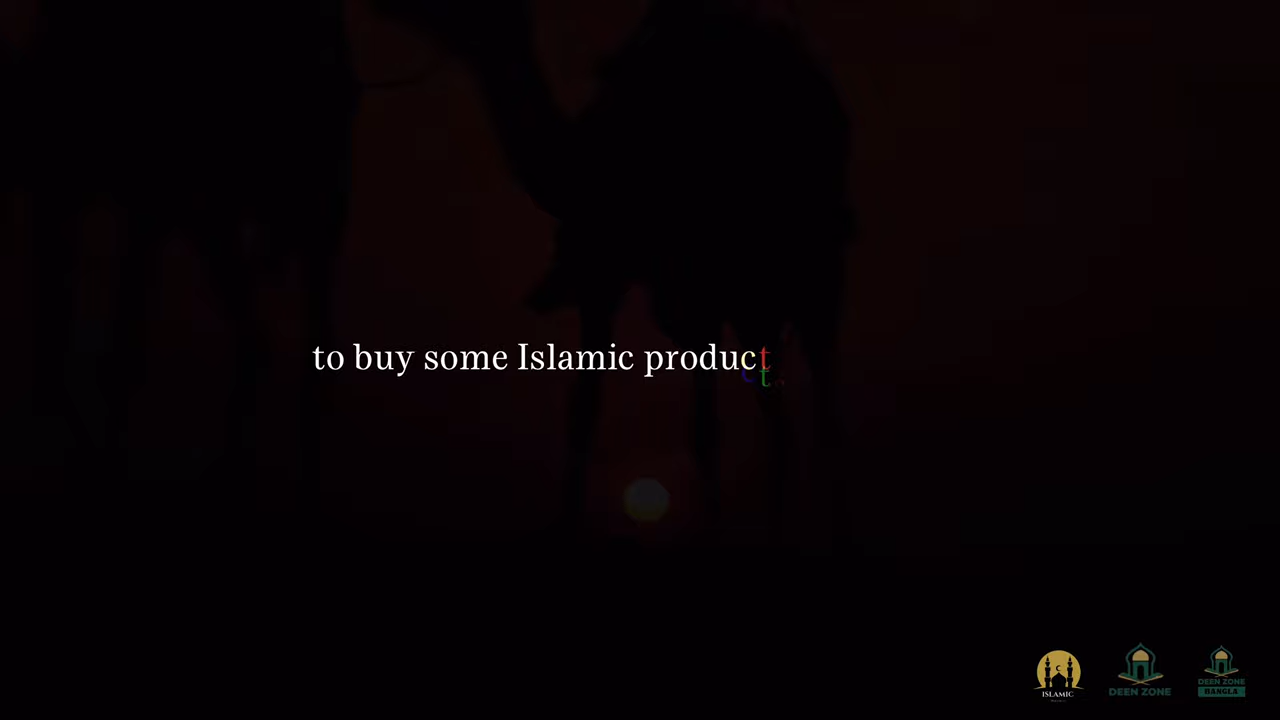 to buy some Islamic product
ISLAMIC
DEEN ZONE
DEEN ZONE
BANGLA